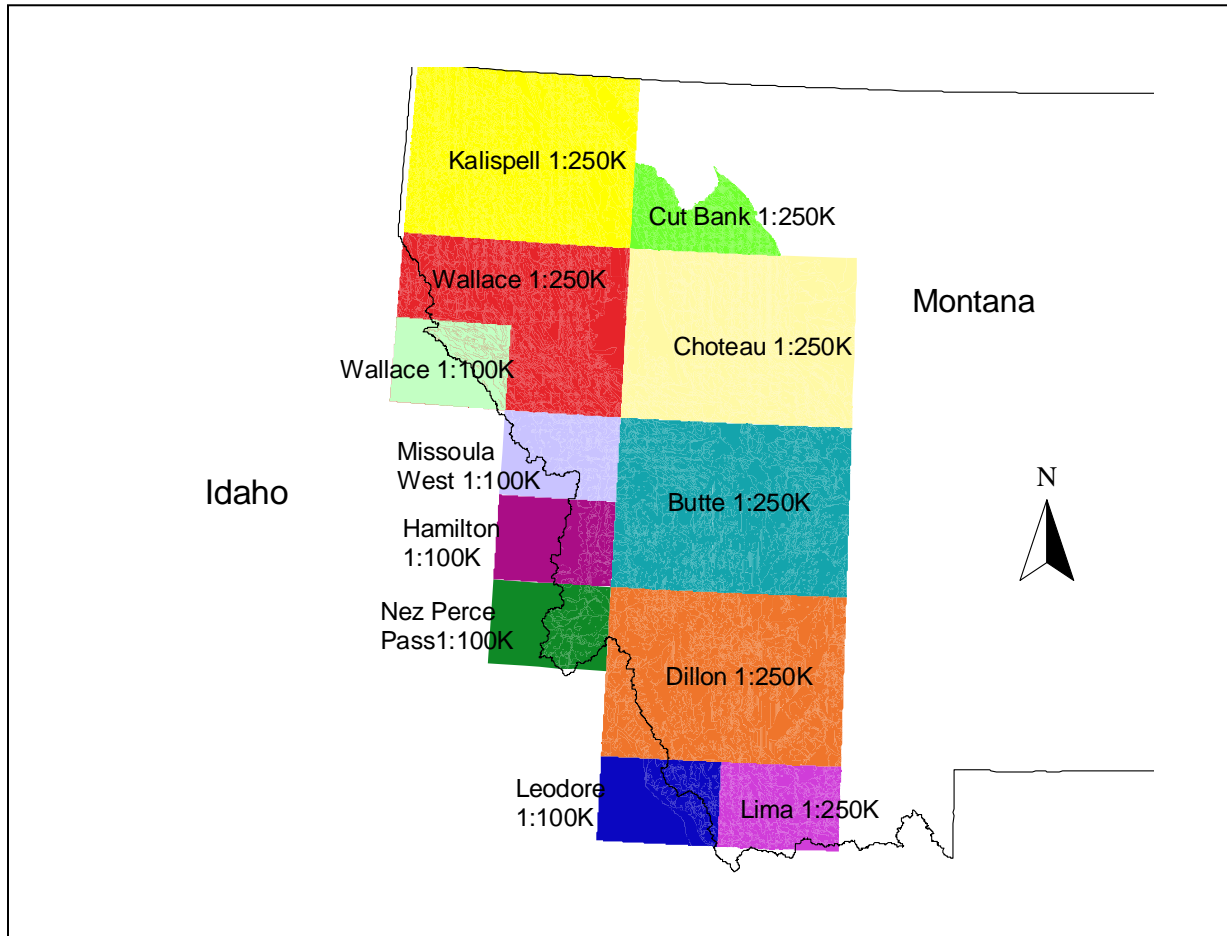 Kalispell 1:250K
Cut Bank 1:250K
Wallace 1:250K
Montana
Choteau 1:250K
Wallace 1:100K
Missoula
West 1:100K
Idaho
N
Butte 1:250K
Hamilton
1:100K
Nez Perce
Pass1:100K
Dillon 1:250K
Leodore
1:100K
Lima 1:250K